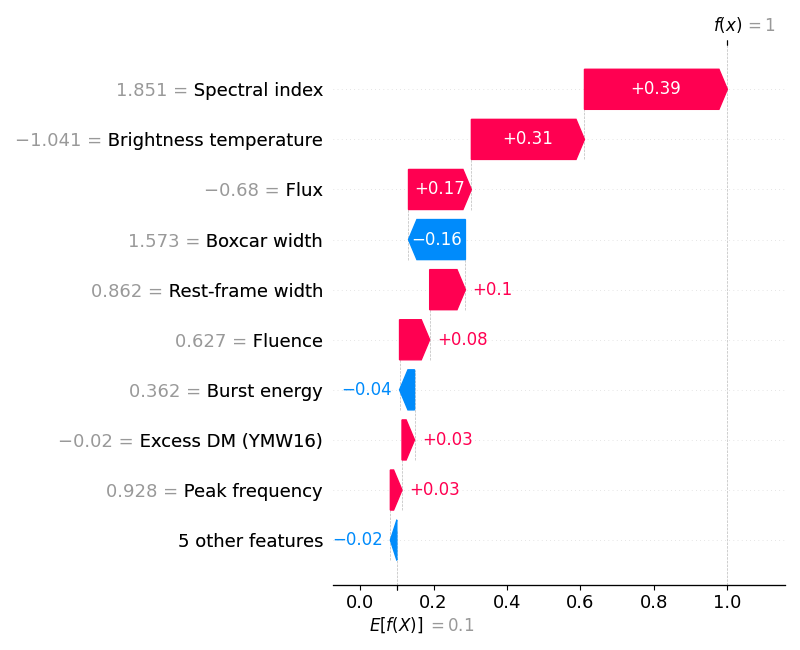 f(x) = 1
1.851 = Spectral index +0.39
−1.041 = Brightness temperature +0.31
−0.68 = Flux +0.17
1.573 = Boxcar width −0.16
0.862 = Rest-frame width +0.1
0.627 = Fluence +0.08
0.362 = Burst energy −0.04
−0.02 = Excess DM (YMW16) +0.03
0.928 = Peak frequency +0.03
5 other features −0.02
0.0 0.2 0.4 0.6 0.8 1.0
E[f(X)] = 0.1